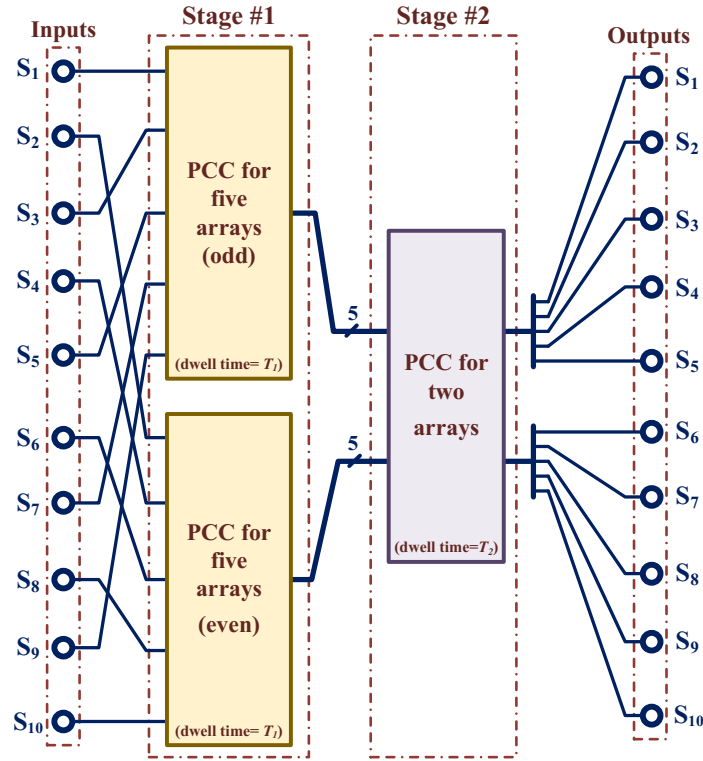 Inputs
Stage #1
Stage #2
Outputs
S1
S2
S3
S4
S5
S6
S7
S8
S9
S10
PCC for
five
arrays
(odd)
(dwell time= T1)
PCC for
five
arrays
(even)
(dwell time= T1)
5
5
PCC for
two
arrays
(dwell time=T2)
S1
S2
S3
S4
S5
S6
S7
S8
S9
S10